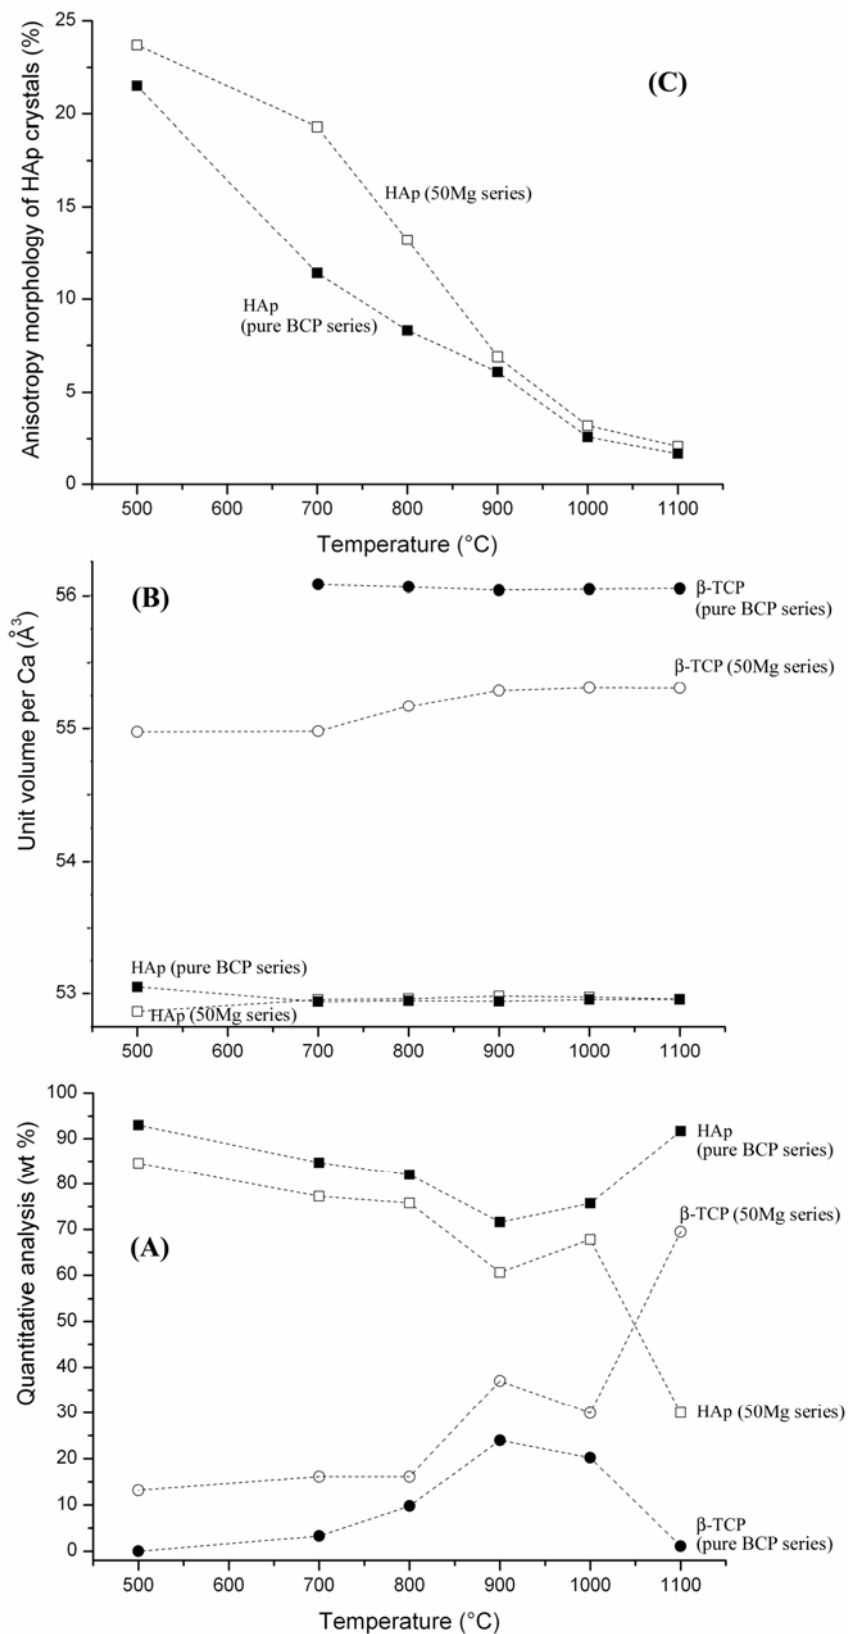 Anisotropy morphology of HAp crystals (%)
25
20
15
10
5
0
(C)
HAp (50Mg series)
HAp
(pure BCP series)
500 600 700 800 900 1000 1100
Temperature (°C)
Unit volume per Ca (Å³)
56
55
54
53
(B)
β-TCP
(pure BCP series)
β-TCP (50Mg series)
HAp (pure BCP series)
HAp (50Mg series)
500 600 700 800 900 1000 1100
Quantitative analysis (wt %)
100
90
80
70
60
50
40
30
20
10
0
(A)
HAp
(pure BCP series)
β-TCP (50Mg series)
HAp (50Mg series)
β-TCP
(pure BCP series)
500 600 700 800 900 1000 1100
Temperature (°C)